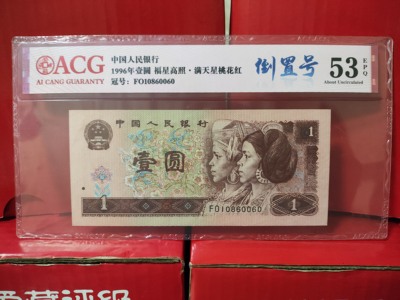 ACG
AI CANG GUARANTY
中国人民银行
1996年壹圆 福星高照·满天星桃花红
冠号: FO10860060
倒置号
53
EPQ
About Uncirculated
中国人民银行
1
壹圆
FO10860060
1
1
评级